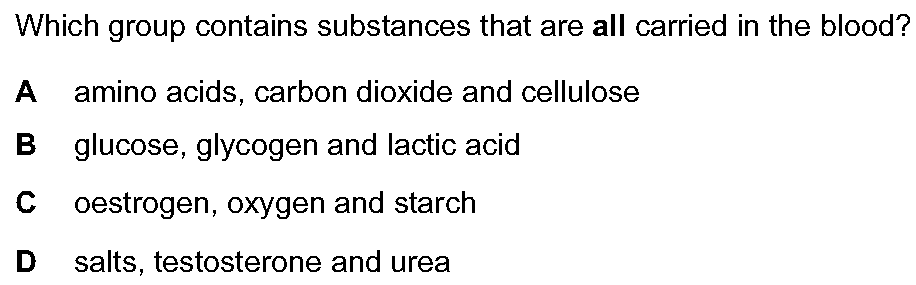 Which group contains substances that are all carried in the blood?
A amino acids, carbon dioxide and cellulose
B glucose, glycogen and lactic acid
C oestrogen, oxygen and starch
D salts, testosterone and urea